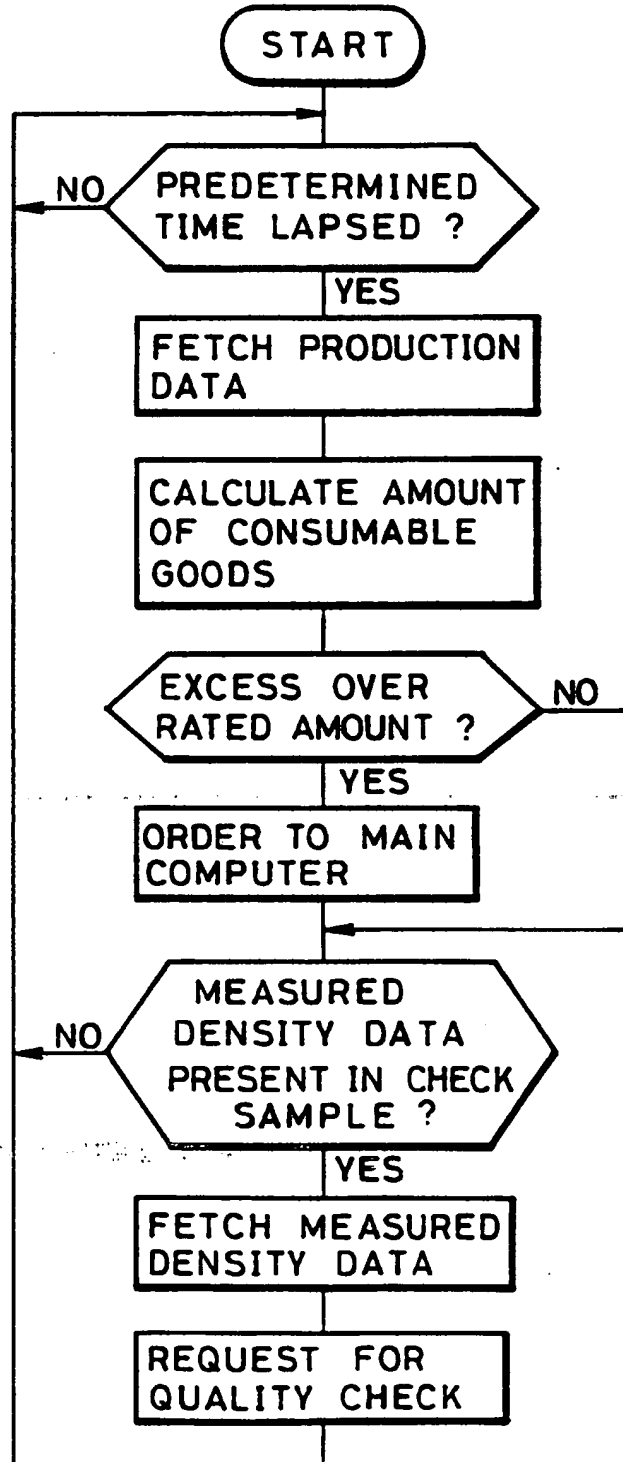 START
NO
PREDETERMINED
TIME LAPSED ?
YES
FETCH PRODUCTION
DATA
CALCULATE AMOUNT
OF CONSUMABLE
GOODS
EXCESS OVER
RATED AMOUNT ?
NO
YES
ORDER TO MAIN
COMPUTER
NO
MEASURED
DENSITY DATA
PRESENT IN CHECK
SAMPLE ?
YES
FETCH MEASURED
DENSITY DATA
REQUEST FOR
QUALITY CHECK